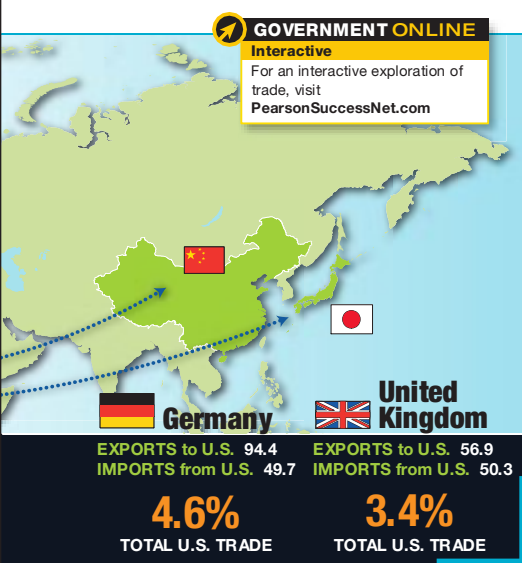 GOVERNMENT ONLINE
Interactive
For an interactive exploration of
trade, visit
PearsonSuccessNet.com
Germany
EXPORTS to U.S. 94.4
IMPORTS from U.S. 49.7
4.6%
TOTAL U.S. TRADE
United
Kingdom
EXPORTS to U.S. 56.9
IMPORTS from U.S. 50.3
3.4%
TOTAL U.S. TRADE